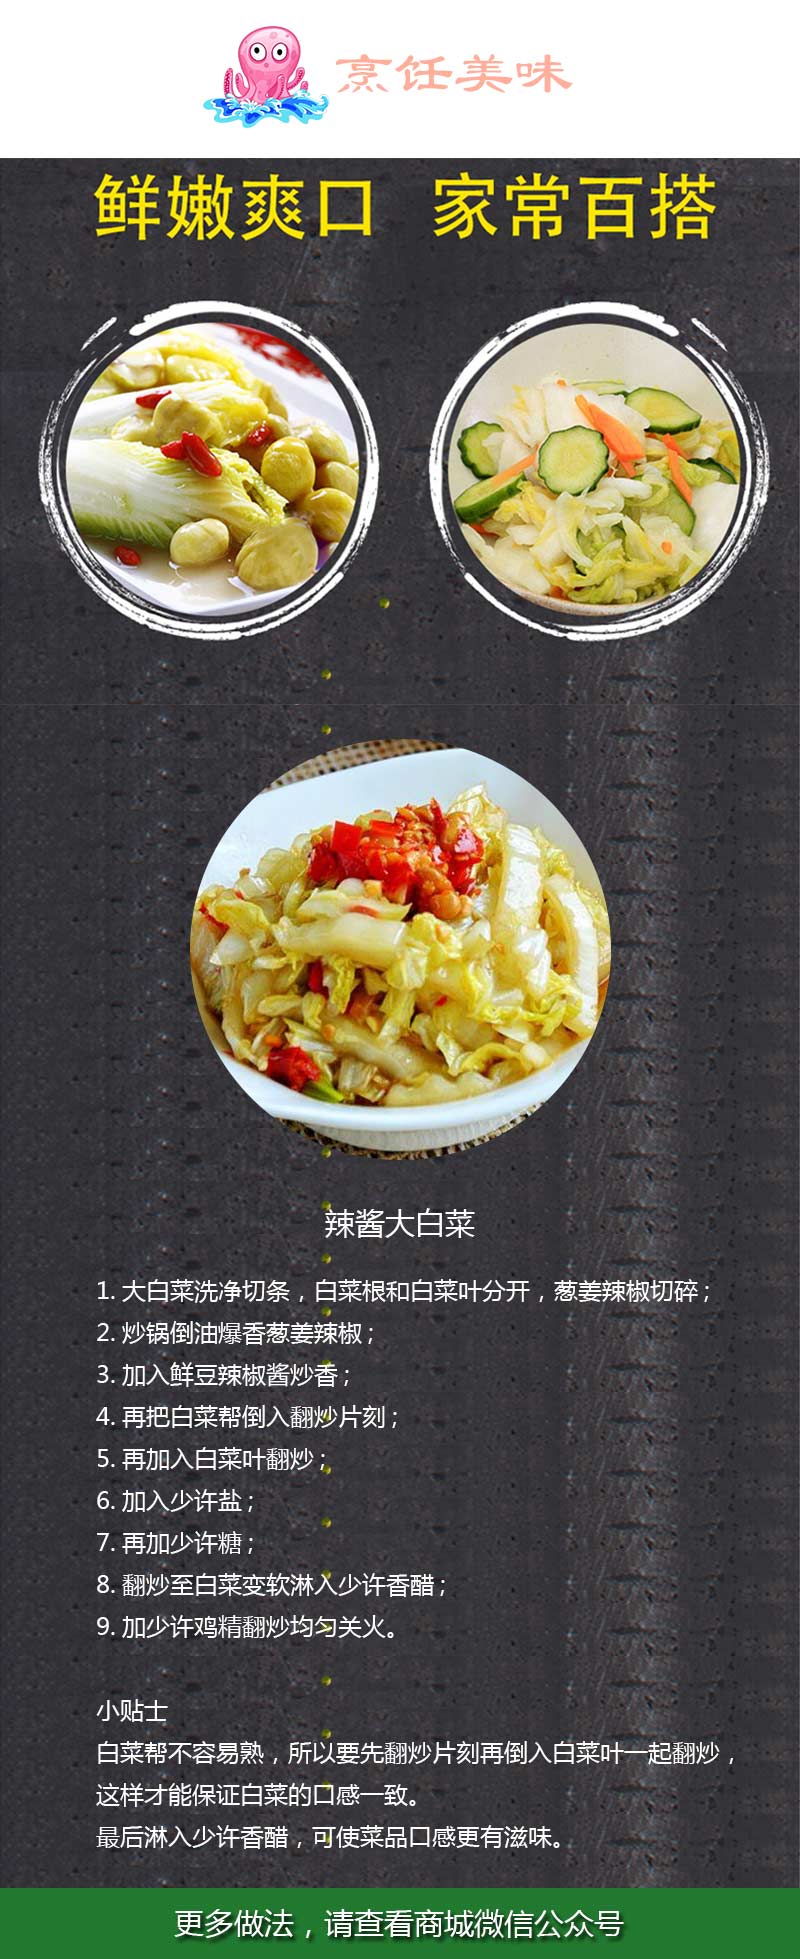 烹饪美味
鲜嫩爽口 家常百搭
辣酱大白菜
1. 大白菜洗净切条，白菜根和白菜叶分开，葱姜辣椒切碎；
2. 炒锅倒油爆香葱姜辣椒；
3. 加入鲜豆辣椒酱炒香；
4. 再把白菜帮倒入翻炒片刻；
5. 再加入白菜叶翻炒；
6. 加入少许盐；
7. 再加少许糖；
8. 翻炒至白菜变软淋入少许香醋；
9. 加少许鸡精翻炒均匀关火。
小贴士
白菜帮不容易熟，所以要先翻炒片刻再倒入白菜叶一起翻炒，
这样才能保证白菜的口感一致。
最后淋入少许香醋，可使菜品口感更有滋味。
更多做法，请查看商城微信公众号